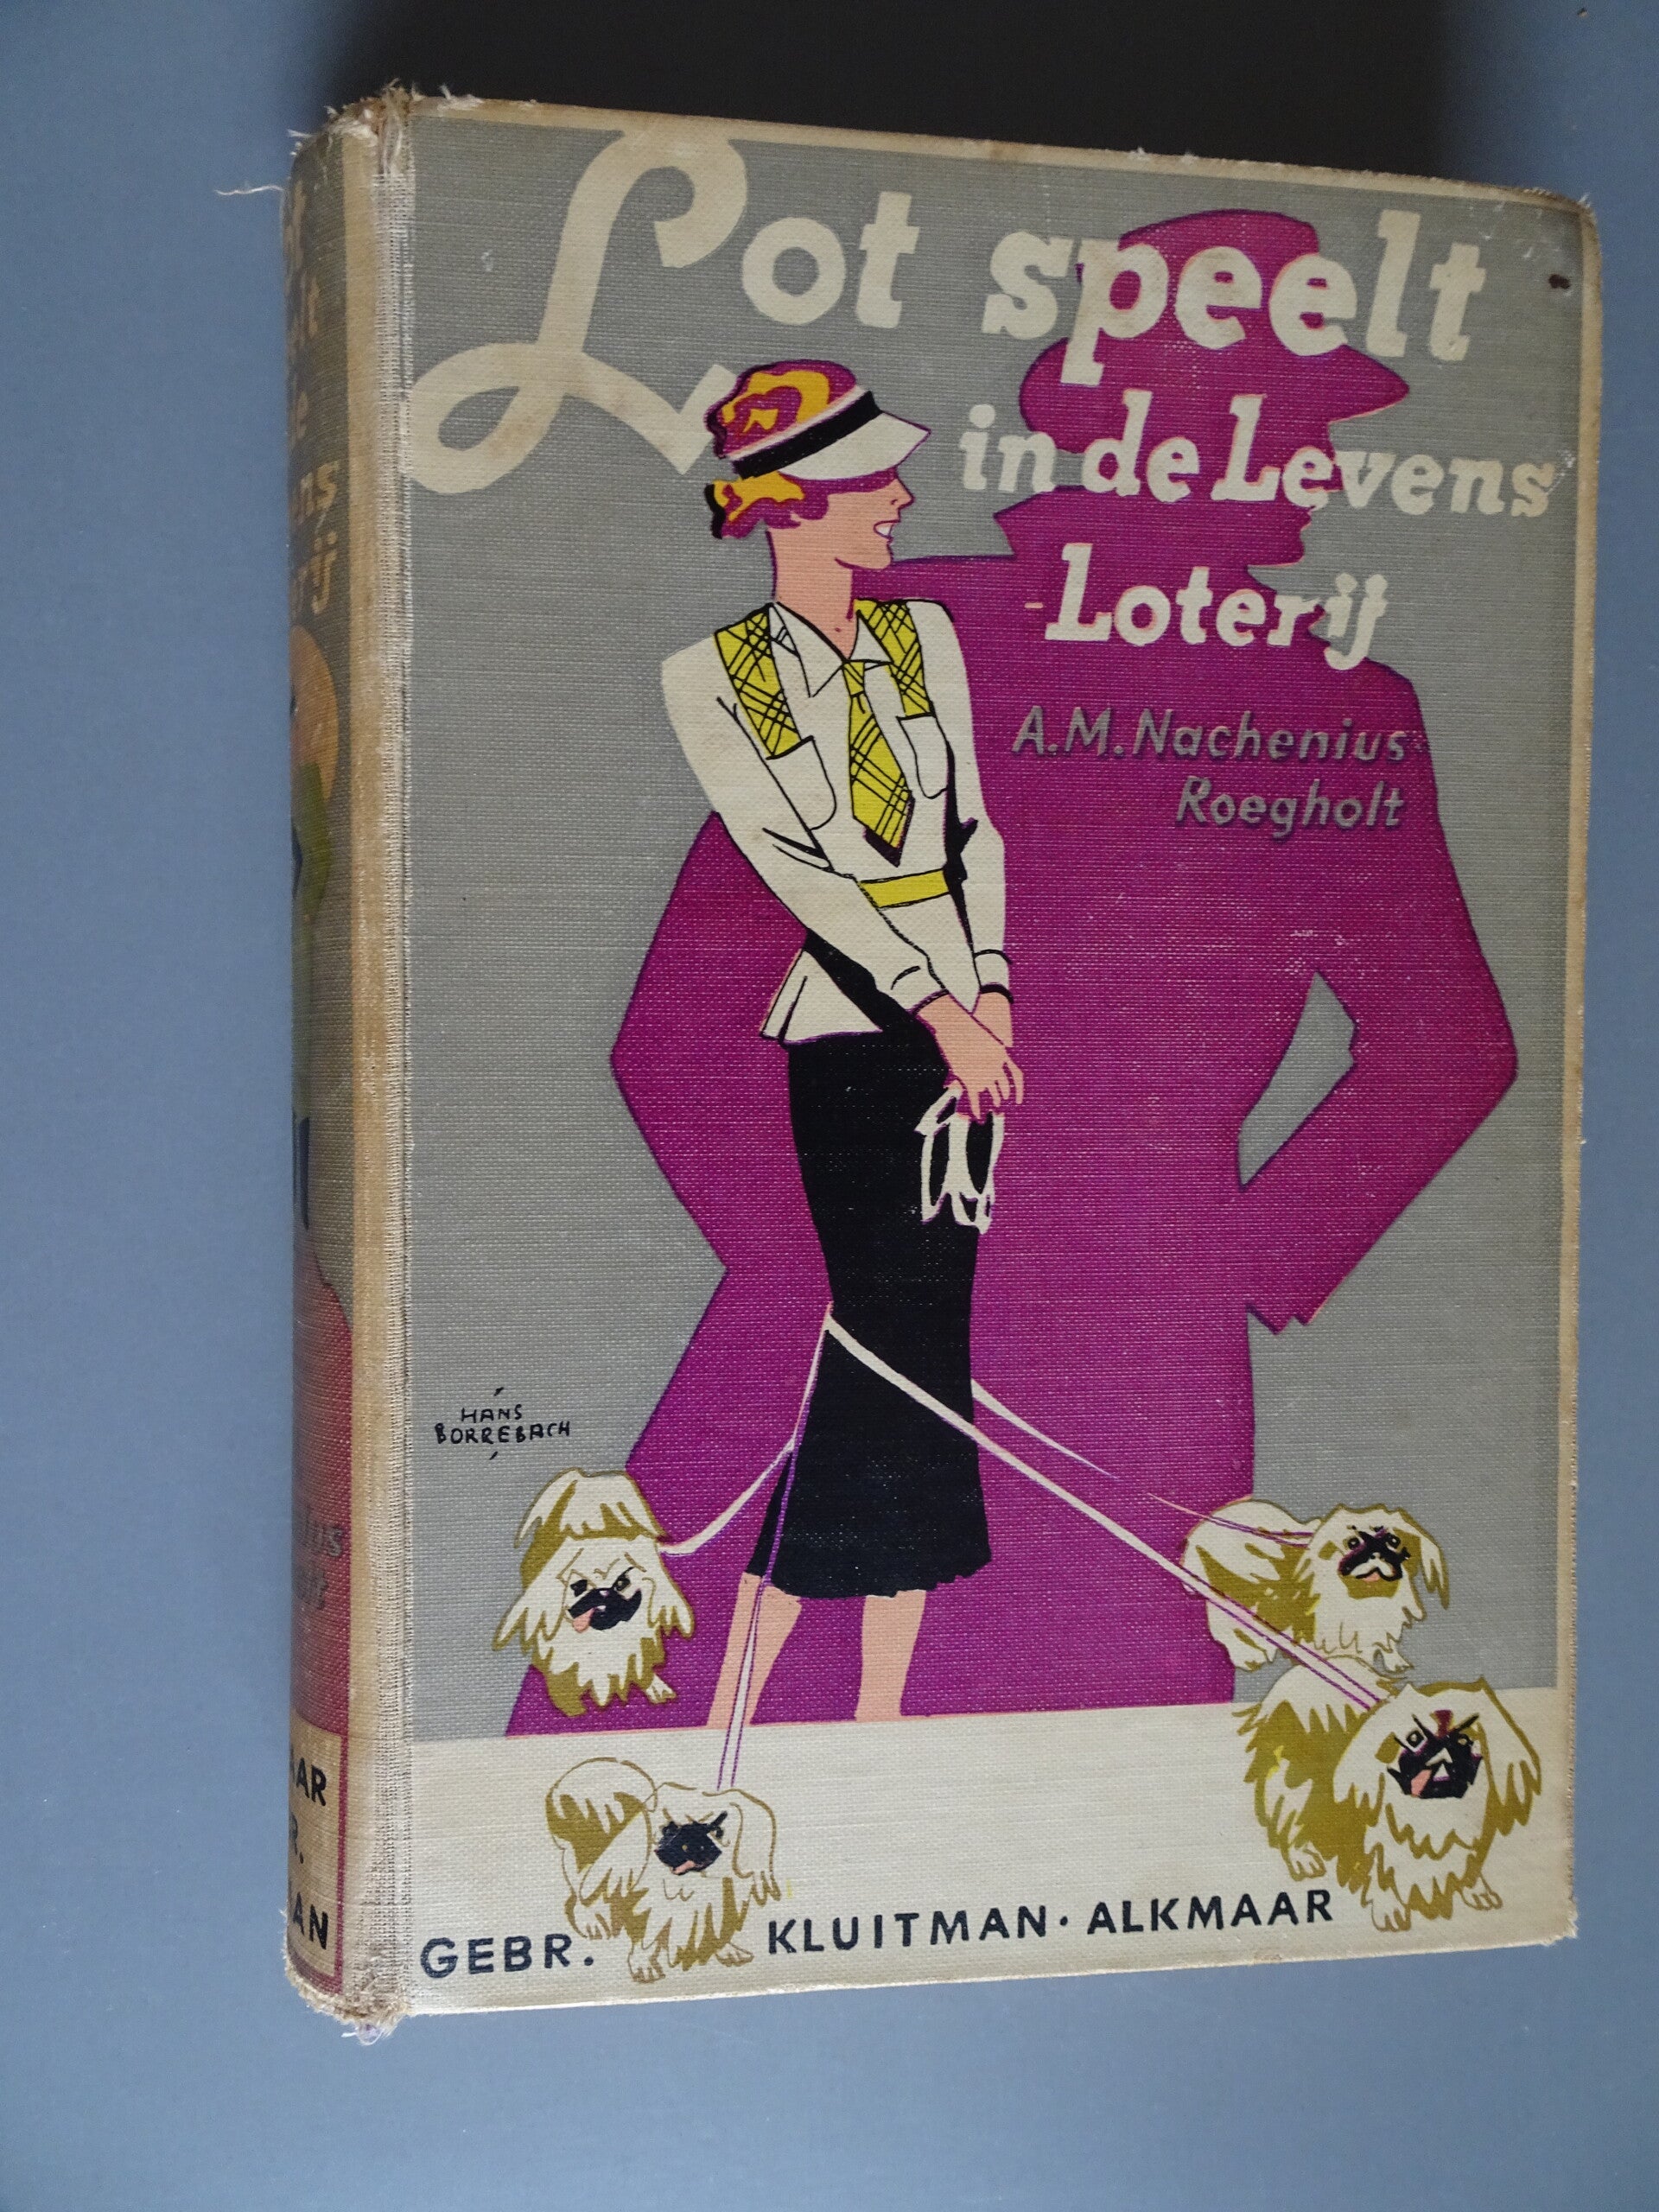 Lot speelt
in de Levens
-Loterij
A.M. Nachenius
Roegholt
HANS
BORREBACH
GEBR. KLUITMAN · ALKMAAR